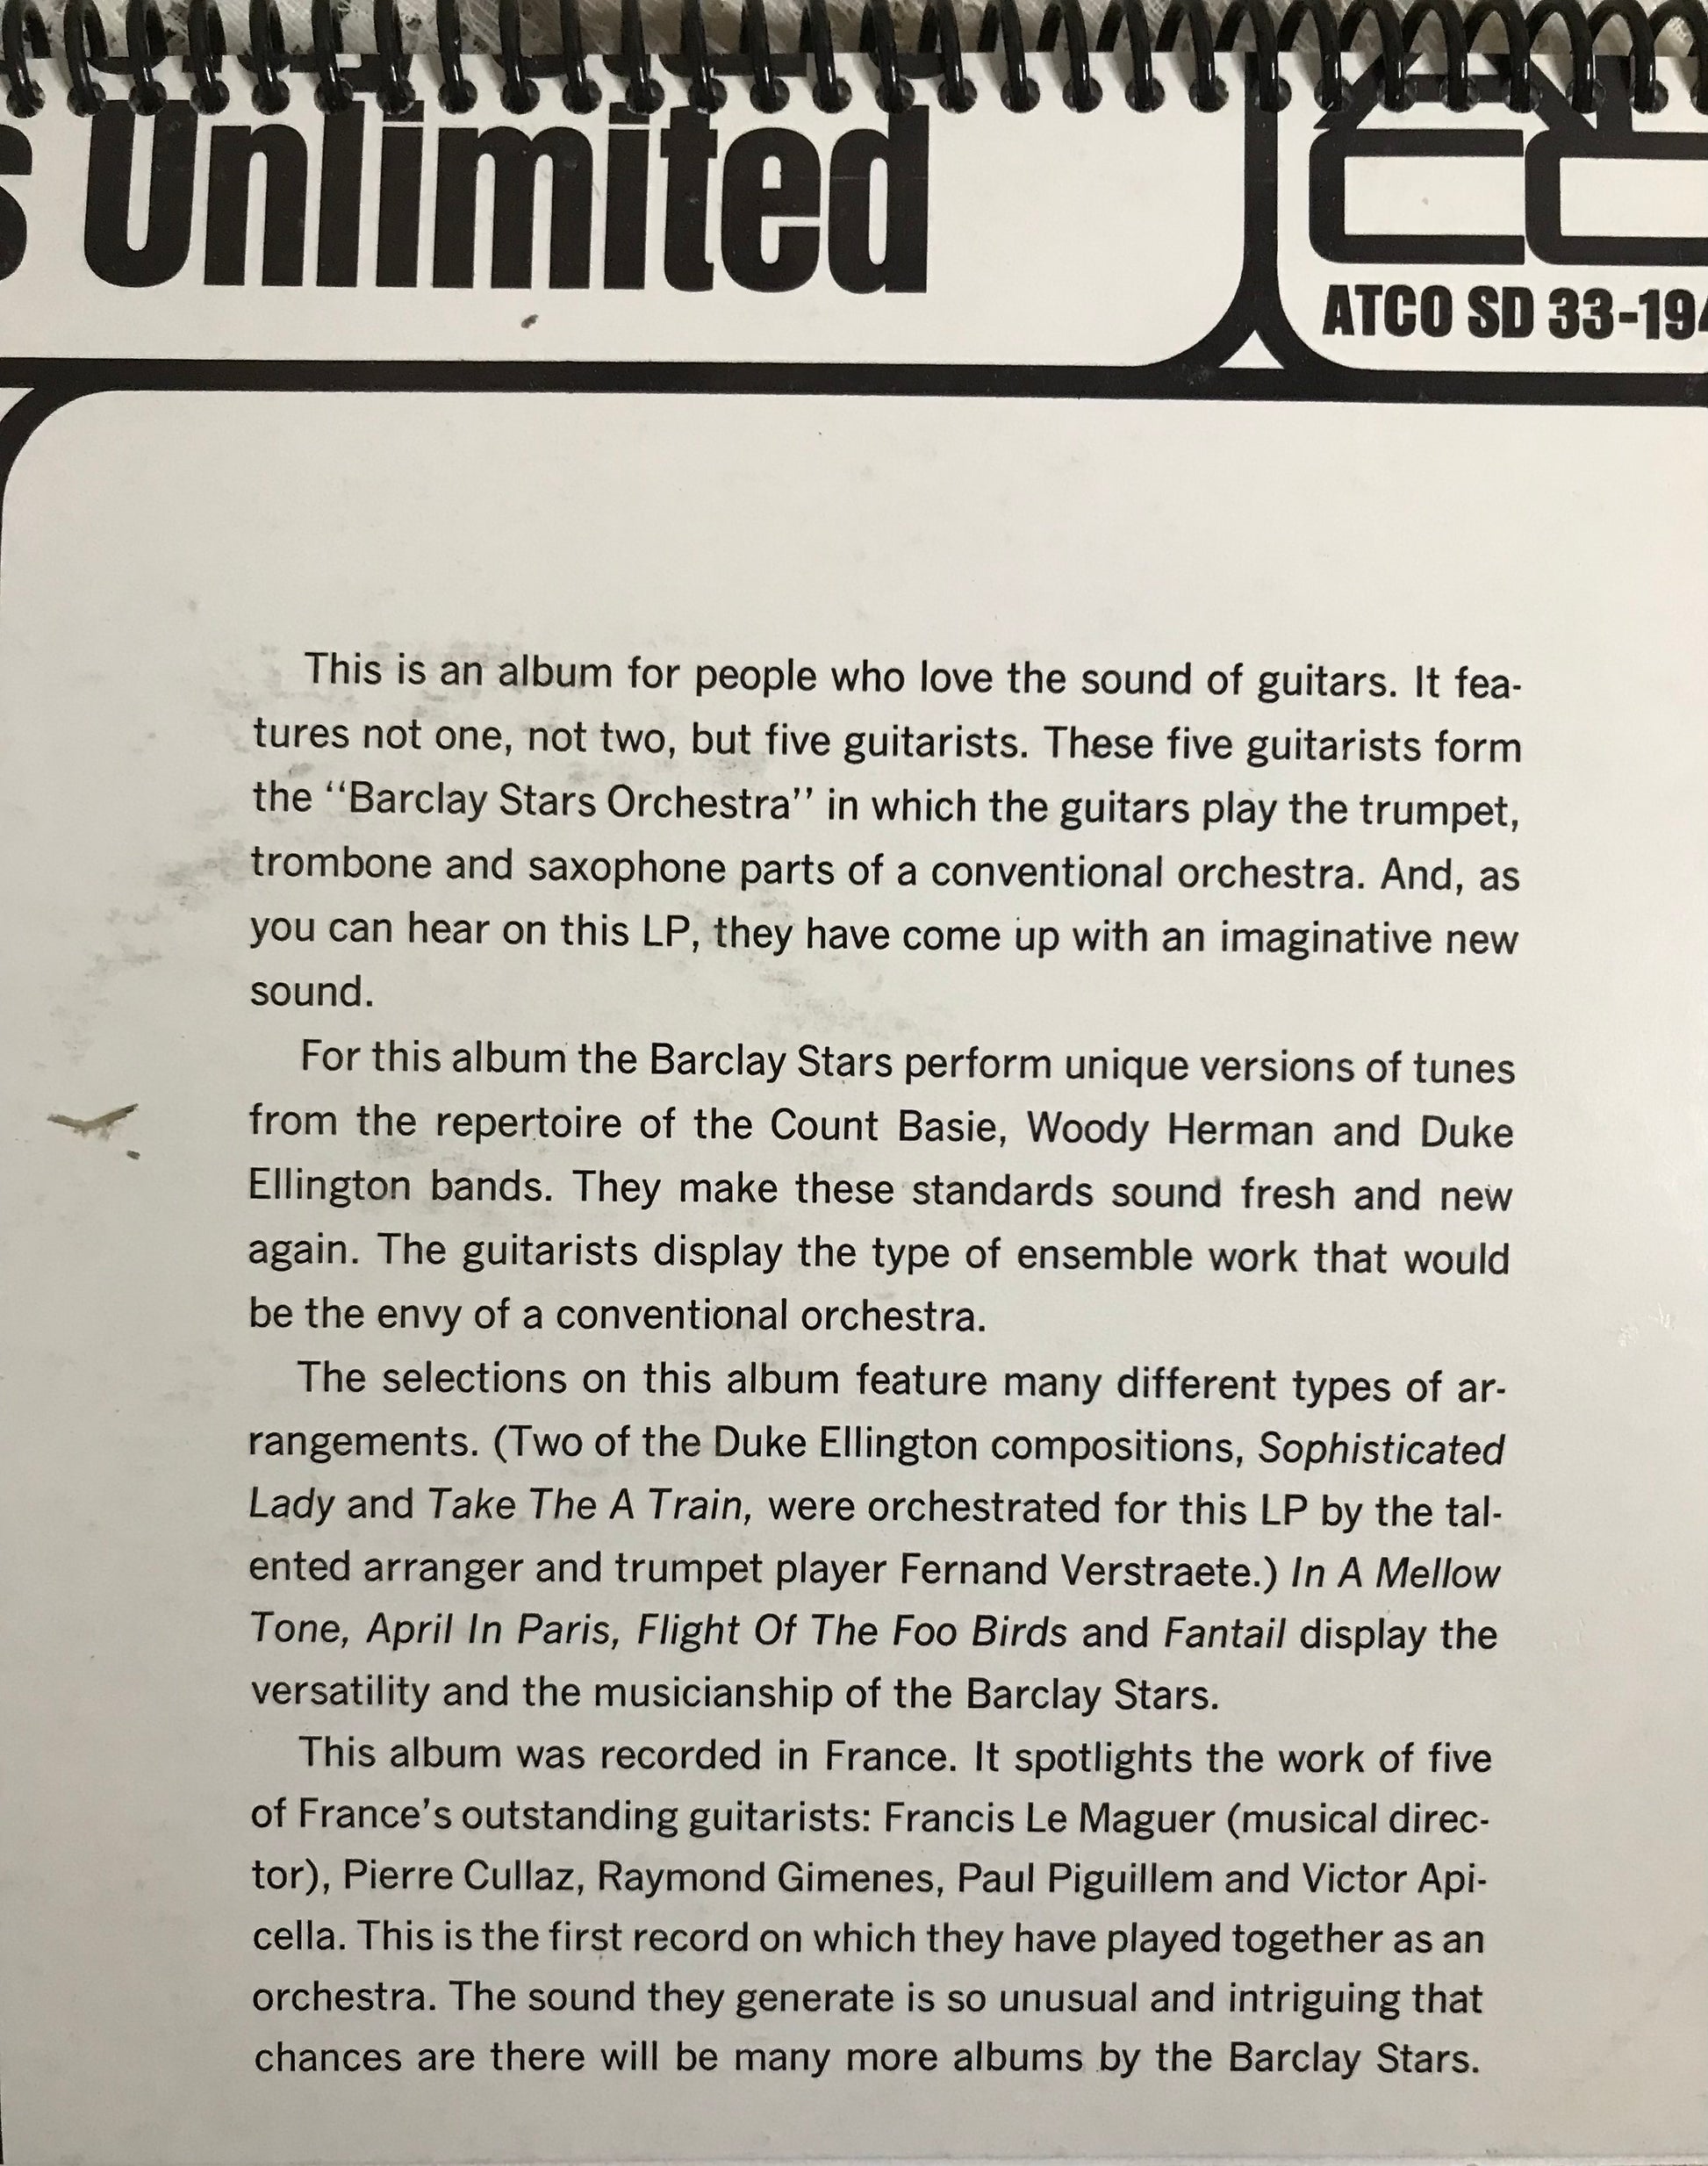 s Unlimited
ATCO SD 33-194
This is an album for people who love the sound of guitars. It fea-
tures not one, not two, but five guitarists. These five guitarists form
the “Barclay Stars Orchestra” in which the guitars play the trumpet,
trombone and saxophone parts of a conventional orchestra. And, as
you can hear on this LP, they have come up with an imaginative new
sound.
For this album the Barclay Stars perform unique versions of tunes
from the repertoire of the Count Basie, Woody Herman and Duke
Ellington bands. They make these standards sound fresh and new
again. The guitarists display the type of ensemble work that would
be the envy of a conventional orchestra.
The selections on this album feature many different types of ar-
rangements. (Two of the Duke Ellington compositions, Sophisticated
Lady and Take The A Train, were orchestrated for this LP by the tal-
ented arranger and trumpet player Fernand Verstraete.) In A Mellow
Tone, April In Paris, Flight Of The Foo Birds and Fantail display the
versatility and the musicianship of the Barclay Stars.
This album was recorded in France. It spotlights the work of five
of France’s outstanding guitarists: Francis Le Maguer (musical direc-
tor), Pierre Cullaz, Raymond Gimenes, Paul Piguillem and Victor Api-
cella. This is the first record on which they have played together as an
orchestra. The sound they generate is so unusual and intriguing that
chances are there will be many more albums by the Barclay Stars.